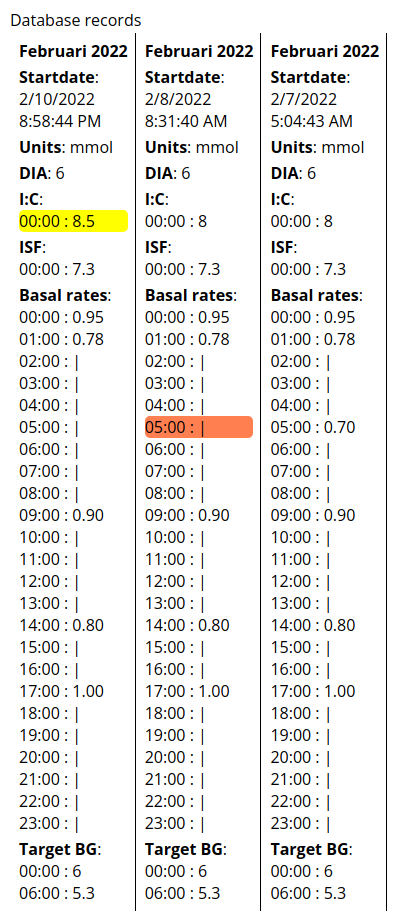 Database records
Februari 2022
Startdate:
2/10/2022
8:58:44 PM
Units: mmol
DIA: 6
I:C:
00:00 : 8.5
ISF:
00:00 : 7.3
Basal rates:
00:00 : 0.95
01:00 : 0.78
02:00 : |
03:00 : |
04:00 : |
05:00 : |
06:00 : |
07:00 : |
08:00 : |
09:00 : 0.90
10:00 : |
11:00 : |
12:00 : |
13:00 : |
14:00 : 0.80
15:00 : |
16:00 : |
17:00 : 1.00
18:00 : |
19:00 : |
20:00 : |
21:00 : |
22:00 : |
23:00 : |
Target BG:
00:00 : 6
06:00 : 5.3
Februari 2022
Startdate:
2/8/2022
8:31:40 AM
Units: mmol
DIA: 6
I:C:
00:00 : 8
ISF:
00:00 : 7.3
Basal rates:
00:00 : 0.95
01:00 : 0.78
02:00 : |
03:00 : |
04:00 : |
05:00 : |
06:00 : |
07:00 : |
08:00 : |
09:00 : 0.90
10:00 : |
11:00 : |
12:00 : |
13:00 : |
14:00 : 0.80
15:00 : |
16:00 : |
17:00 : 1.00
18:00 : |
19:00 : |
20:00 : |
21:00 : |
22:00 : |
23:00 : |
Target BG:
00:00 : 6
06:00 : 5.3
Februari 2022
Startdate:
2/7/2022
5:04:43 AM
Units: mmol
DIA: 6
I:C:
00:00 : 8
ISF:
00:00 : 7.3
Basal rates:
00:00 : 0.95
01:00 : 0.78
02:00 : |
03:00 : |
04:00 : |
05:00 : 0.70
06:00 : |
07:00 : |
08:00 : |
09:00 : 0.90
10:00 : |
11:00 : |
12:00 : |
13:00 : |
14:00 : 0.80
15:00 : |
16:00 : |
17:00 : 1.00
18:00 : |
19:00 : |
20:00 : |
21:00 : |
22:00 : |
23:00 : |
Target BG:
00:00 : 6
06:00 : 5.3